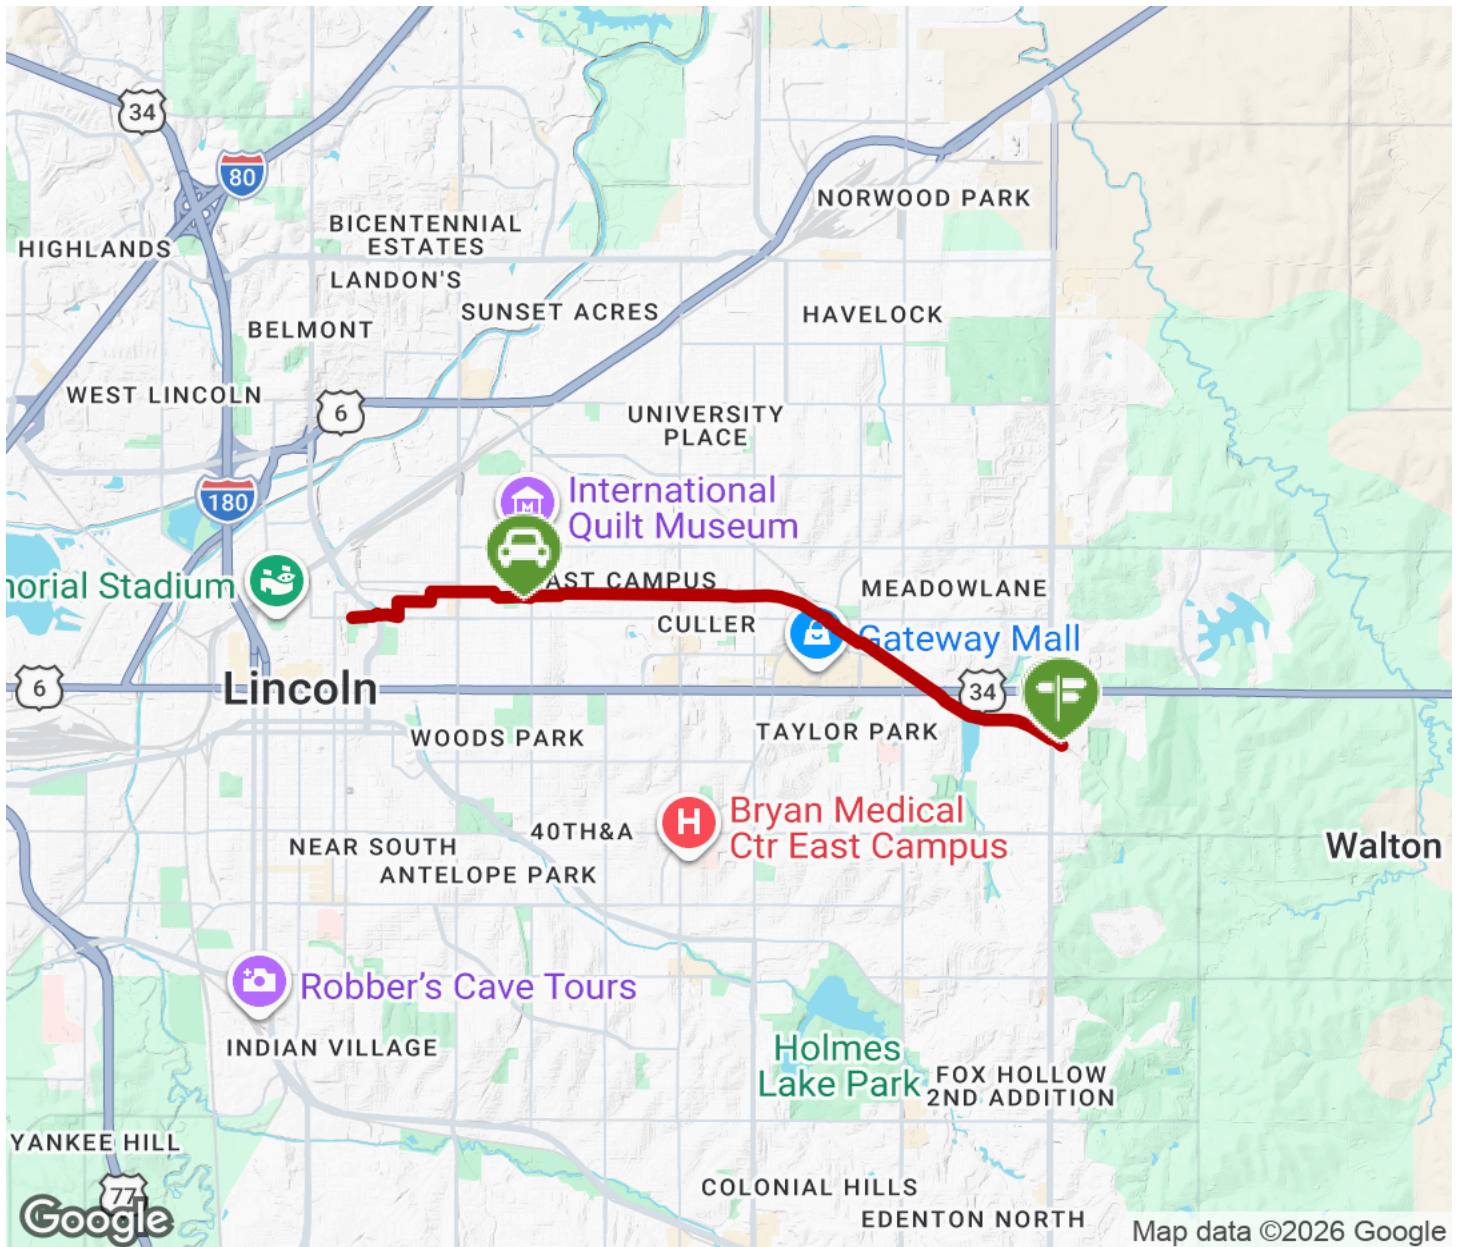 34
80
NORWOOD PARK
BICENTENNIAL
ESTATES
HIGHLANDS
LANDON'S
SUNSET ACRES
HAVELOCK
BELMONT
WEST LINCOLN
6
UNIVERSITY
PLACE
International
Quilt Museum
180
morial Stadium
AST CAMPUS
MEADOWLANE
CULLER
Gateway Mall
6
Lincoln
34
WOODS PARK
TAYLOR PARK
H
Bryan Medical
Ctr East Campus
40TH&A
NEAR SOUTH
Walton
ANTELOPE PARK
Robber's Cave Tours
INDIAN VILLAGE
Holmes
Lake Park
FOX HOLLOW
2ND ADDITION
YANKEE HILL
COLONIAL HILLS
77
EDENTON NORTH
Google
Map data ©2026 Google